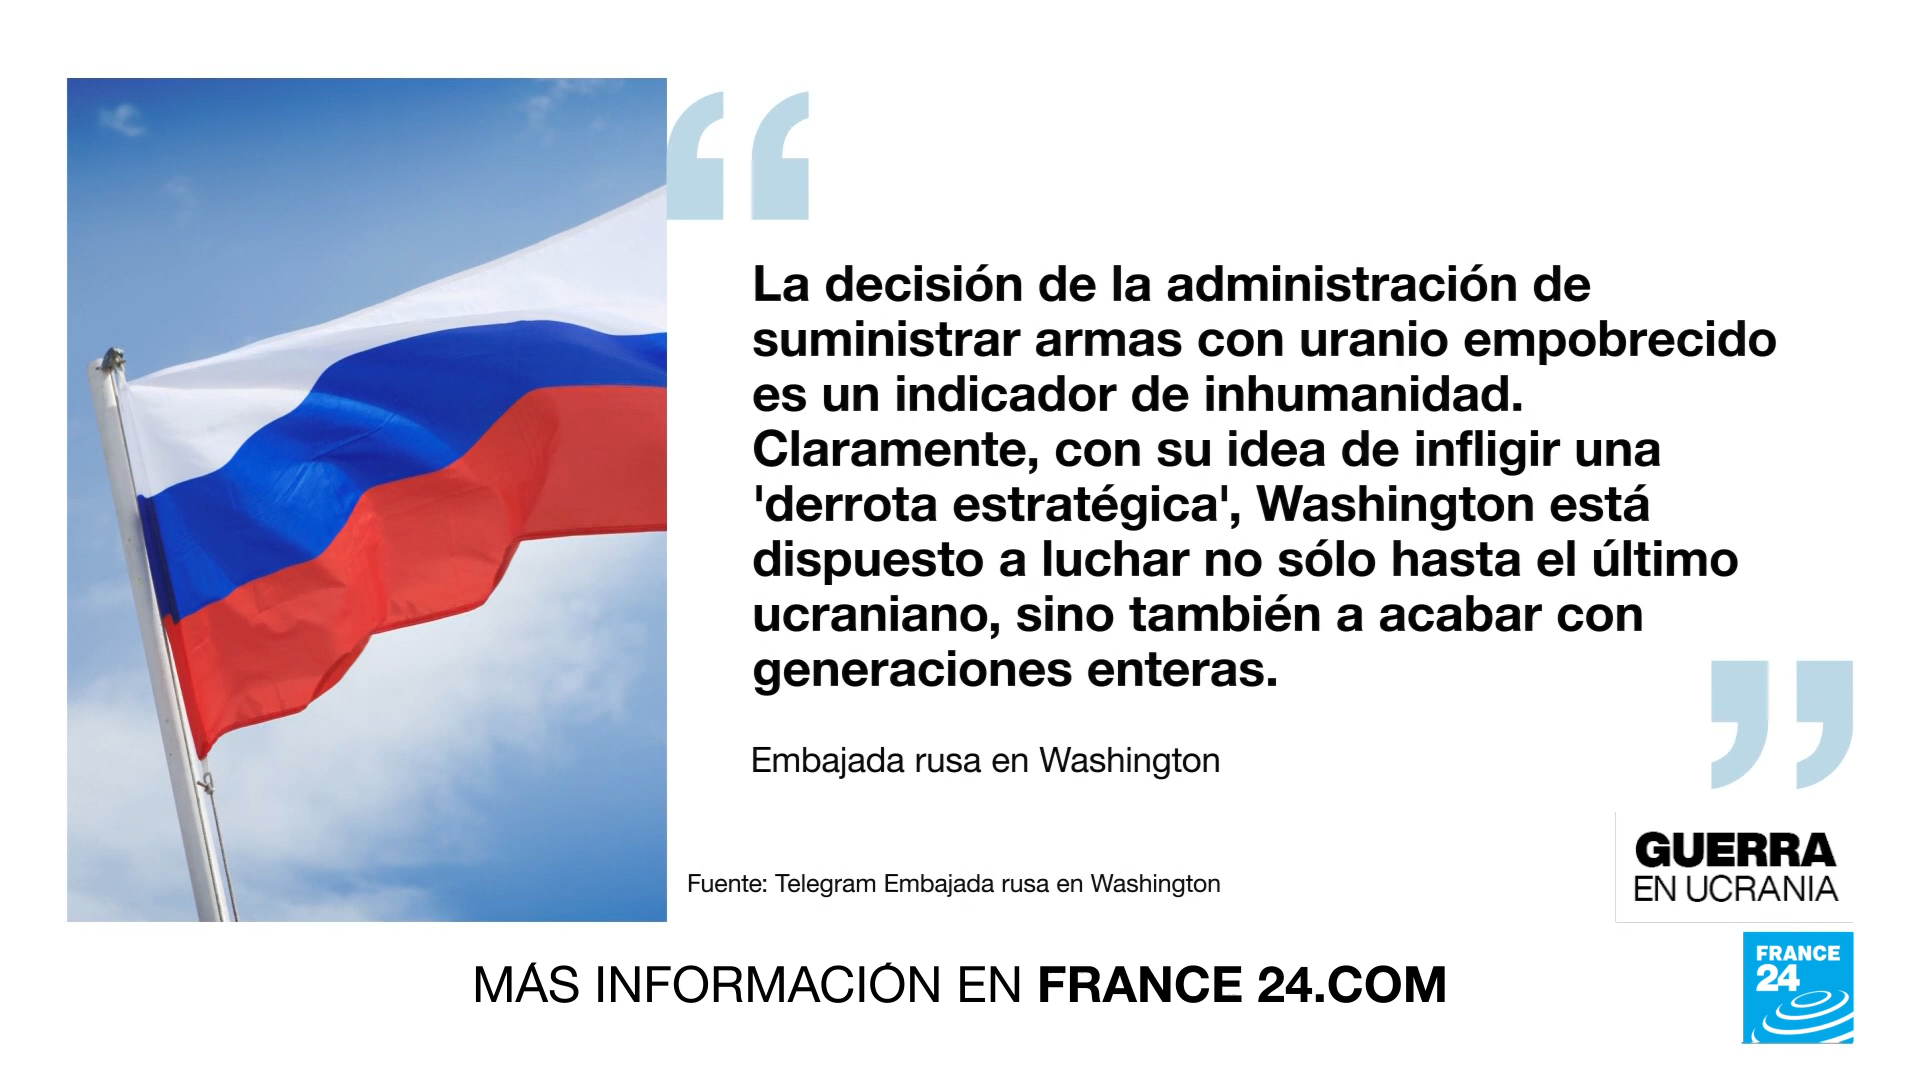 La decisión de la administración de
suministrar armas con uranio empobrecido
es un indicador de inhumanidad.
Claramente, con su idea de infligir una
'derrota estratégica', Washington está
dispuesto a luchar no sólo hasta el último
ucraniano, sino también a acabar con
generaciones enteras.
Embajada rusa en Washington
Fuente: Telegram Embajada rusa en Washington
GUERRA
EN UCRANIA
MÁS INFORMACIÓN EN FRANCE 24.COM
FRANCE
24